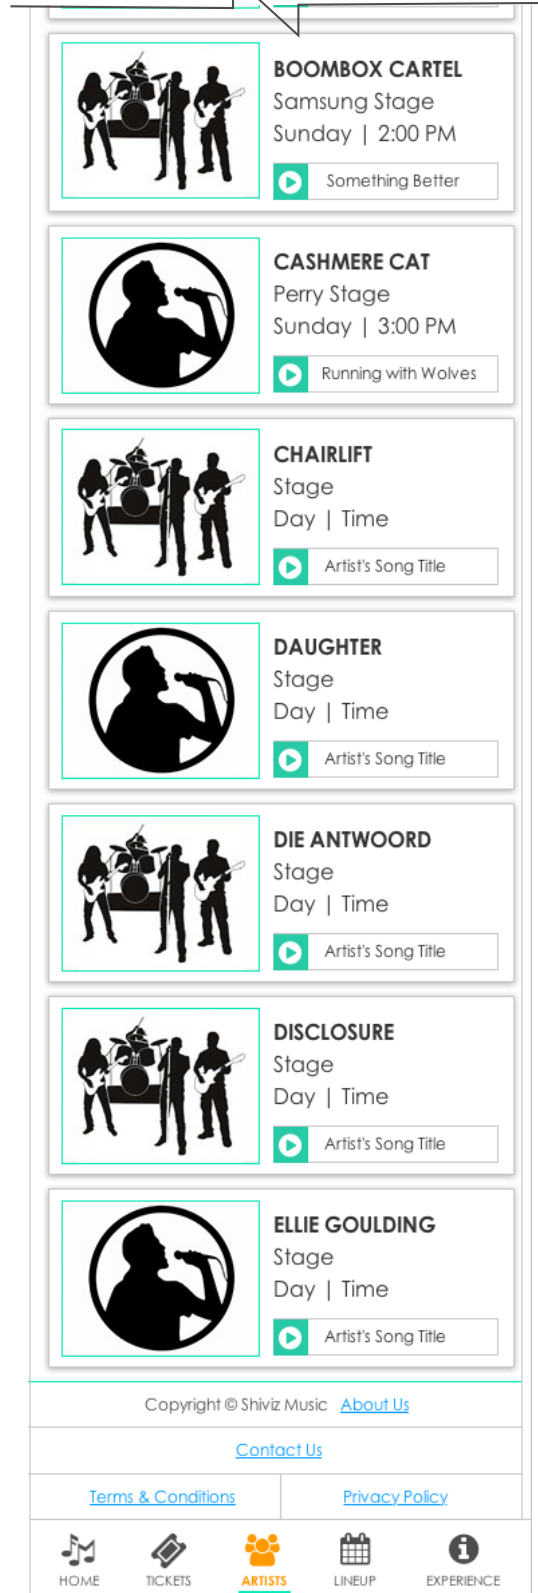 BOOMBOX CARTEL
Samsung Stage
Sunday | 2:00 PM
Something Better
CASHMERE CAT
Perry Stage
Sunday | 3:00 PM
Running with Wolves
CHAIRLIFT
Stage
Day | Time
Artist's Song Title
DAUGHTER
Stage
Day | Time
Artist's Song Title
DIE ANTWOORD
Stage
Day | Time
Artist's Song Title
DISCLOSURE
Stage
Day | Time
Artist's Song Title
ELLIE GOULDING
Stage
Day | Time
Artist's Song Title
Copyright © Shiviz Music About Us
Contact Us
Terms & Conditions Privacy Policy
HOME TICKETS ARTISTS LINEUP EXPERIENCE